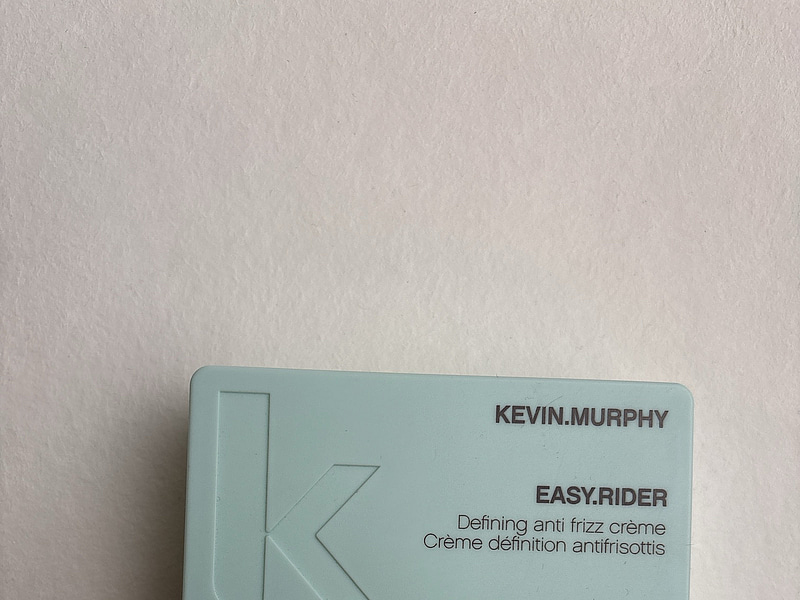 KEVIN.MURPHY
EASY.RIDER
Defining anti frizz crème
Crème définition antifrisottis